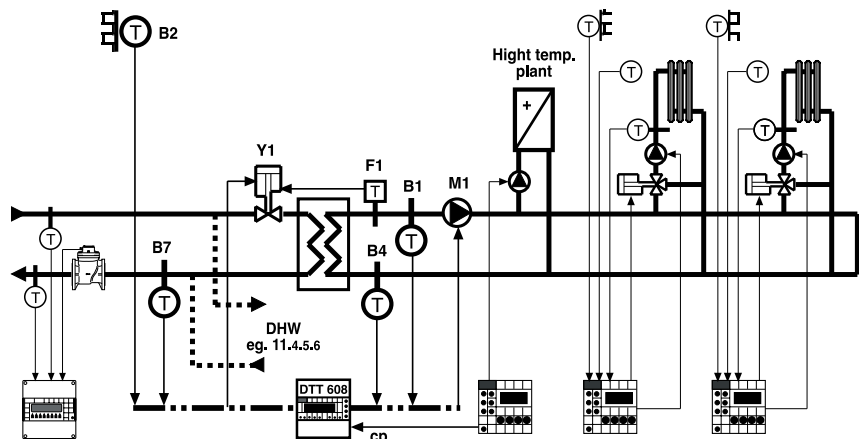 B2
T
T
T
Hight temp.
plant
T
T
+
T
T
Y1
F1
T
B1
M1
T
T
B7
B4
T
T
T
DHW
eg. 11.4.5.6
DTT 608
cp